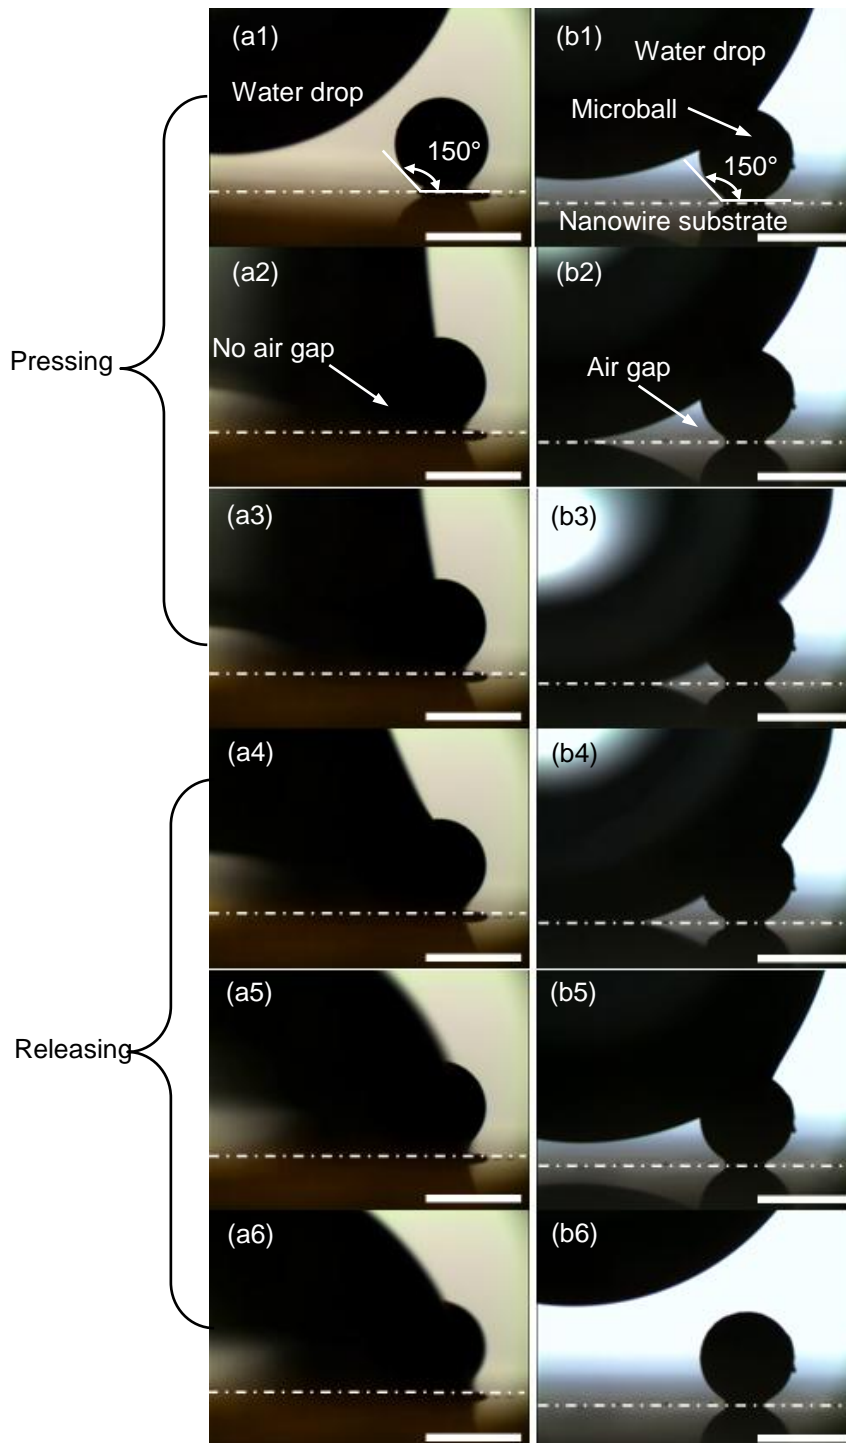 (a1)
Water drop
150°
(b1)
Water drop
Microball
150°
Nanowire substrate
Pressing
(a2)
No air gap
(b2)
Air gap
(a3)
(b3)
Releasing
(a4)
(b4)
(a5)
(b5)
(a6)
(b6)